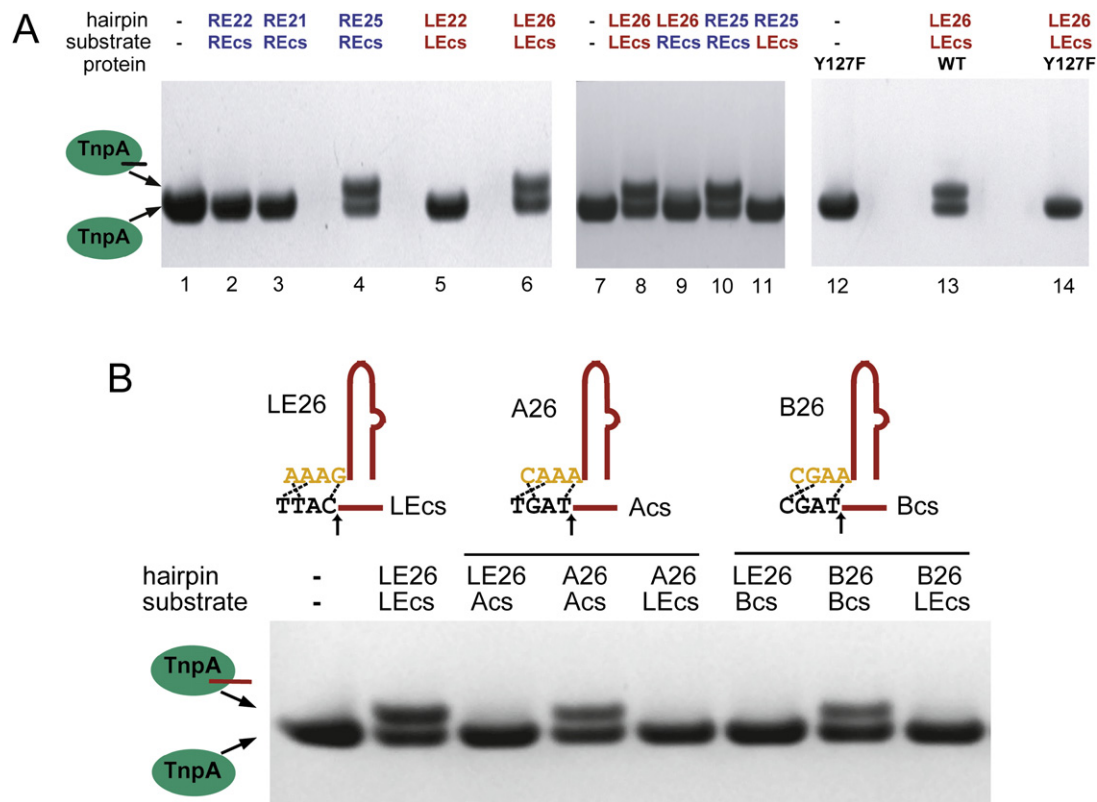 A
hairpin - RE22 RE21 RE25 LE22 LE26 - LE26 LE26 RE25 RE25 - LE26 LE26
substrate - REcs REcs REcs LEcs LEcs - LEcs REcs REcs LEcs - LEcs LEcs
protein Y127F WT Y127F
TnpA
TnpA
1 2 3 4 5 6 7 8 9 10 11 12 13 14
B
LE26 A26 B26
AAAG CAAA CGAA
TTAC LEcs TGAT Acs CGAT Bcs
hairpin - LE26 LE26 A26 A26 LE26 B26 B26
substrate - LEcs Acs Acs LEcs Bcs Bcs LEcs
TnpA
TnpA